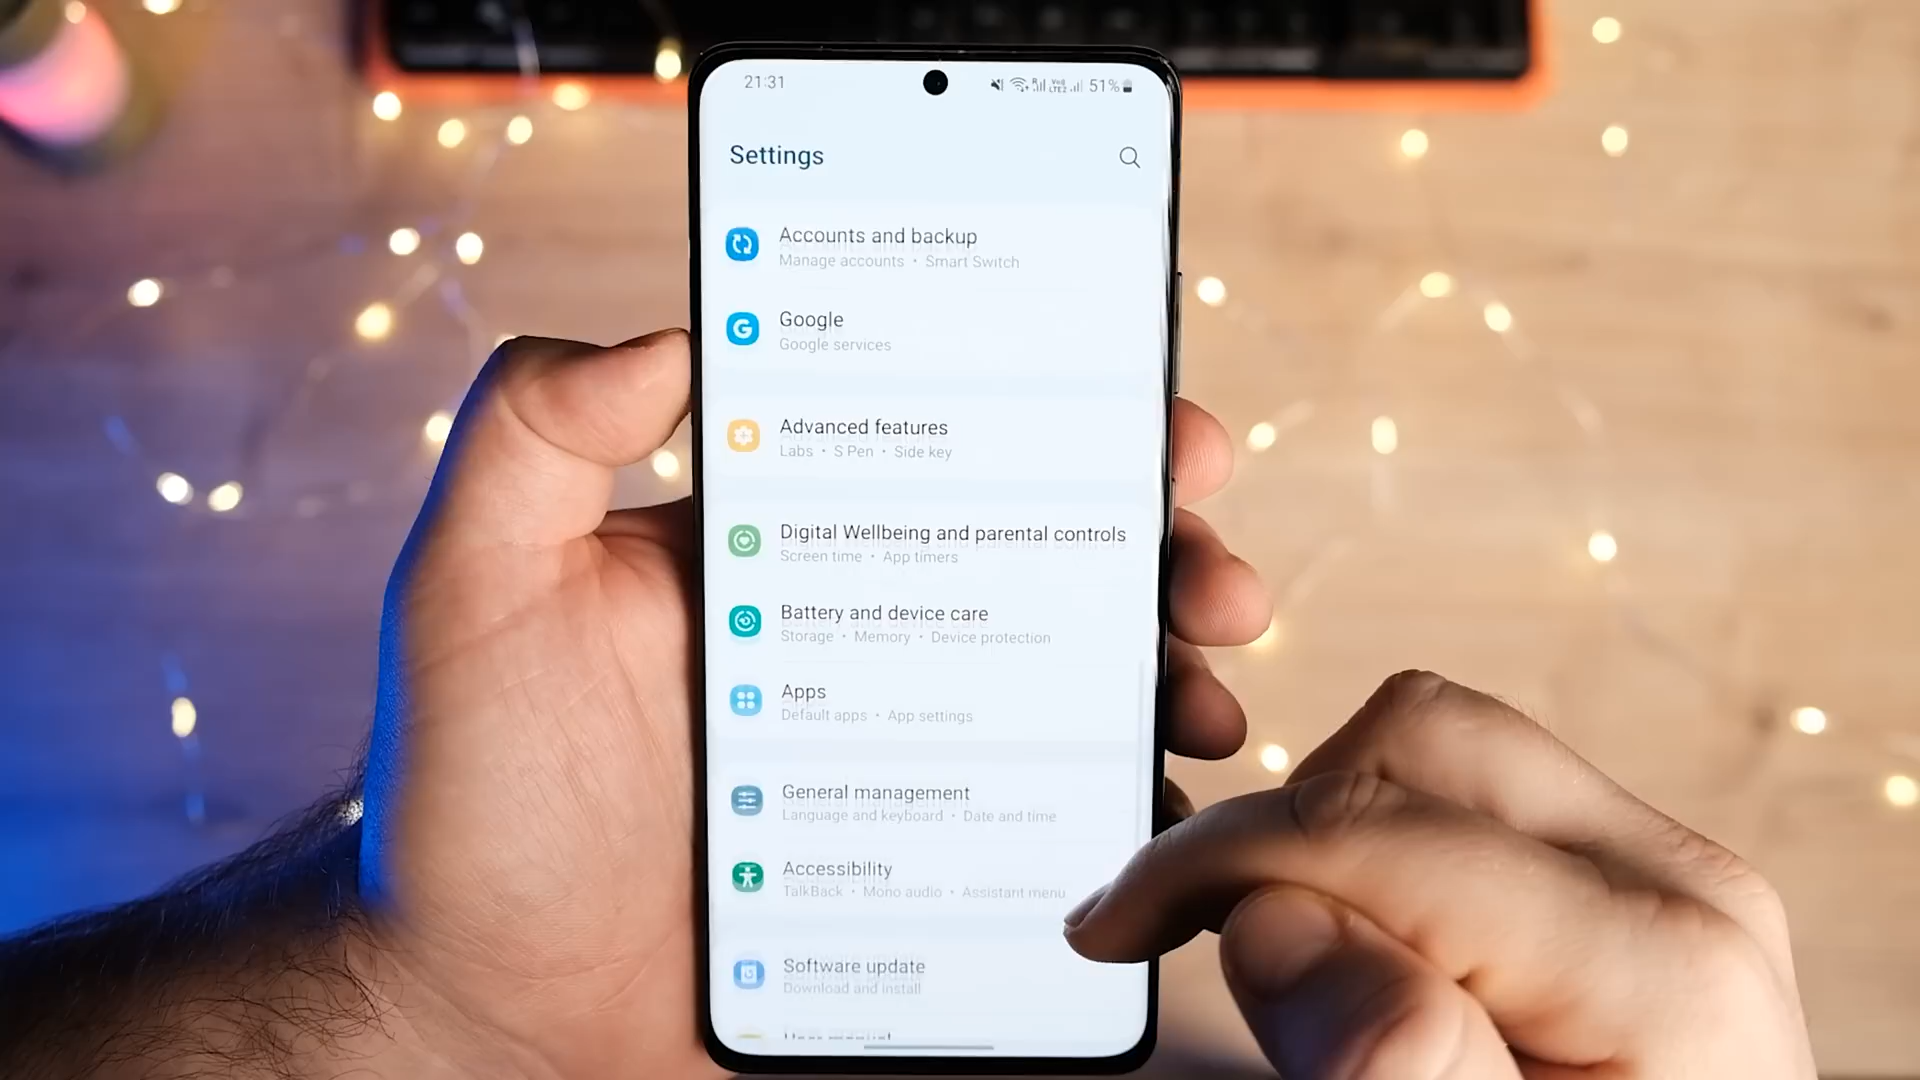 21:31
51%
Settings
Accounts and backup
Manage accounts • Smart Switch
Google
Google services
Advanced features
Labs • S Pen • Side key
Digital Wellbeing and parental controls
Screen time • App timers
Battery and device care
Storage • Memory • Device protection
Apps
Default apps • App settings
General management
Language and keyboard • Date and time
Accessibility
TalkBack • Mono audio • Assistant menu
Software update
Download and install